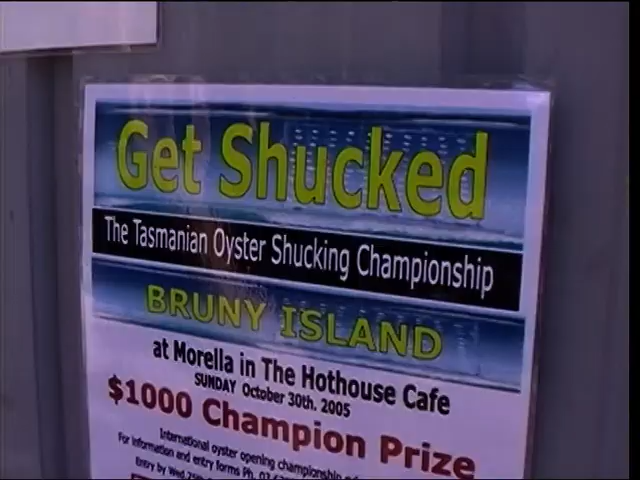 Get Shucked
The Tasmanian Oyster Shucking Championship
BRUNY ISLAND
at Morella in The Hothouse Cafe
SUNDAY October 30th. 2005
$1000 Champion Prize
International oyster opening championship
For information and entry forms Ph.
Entry by Wed